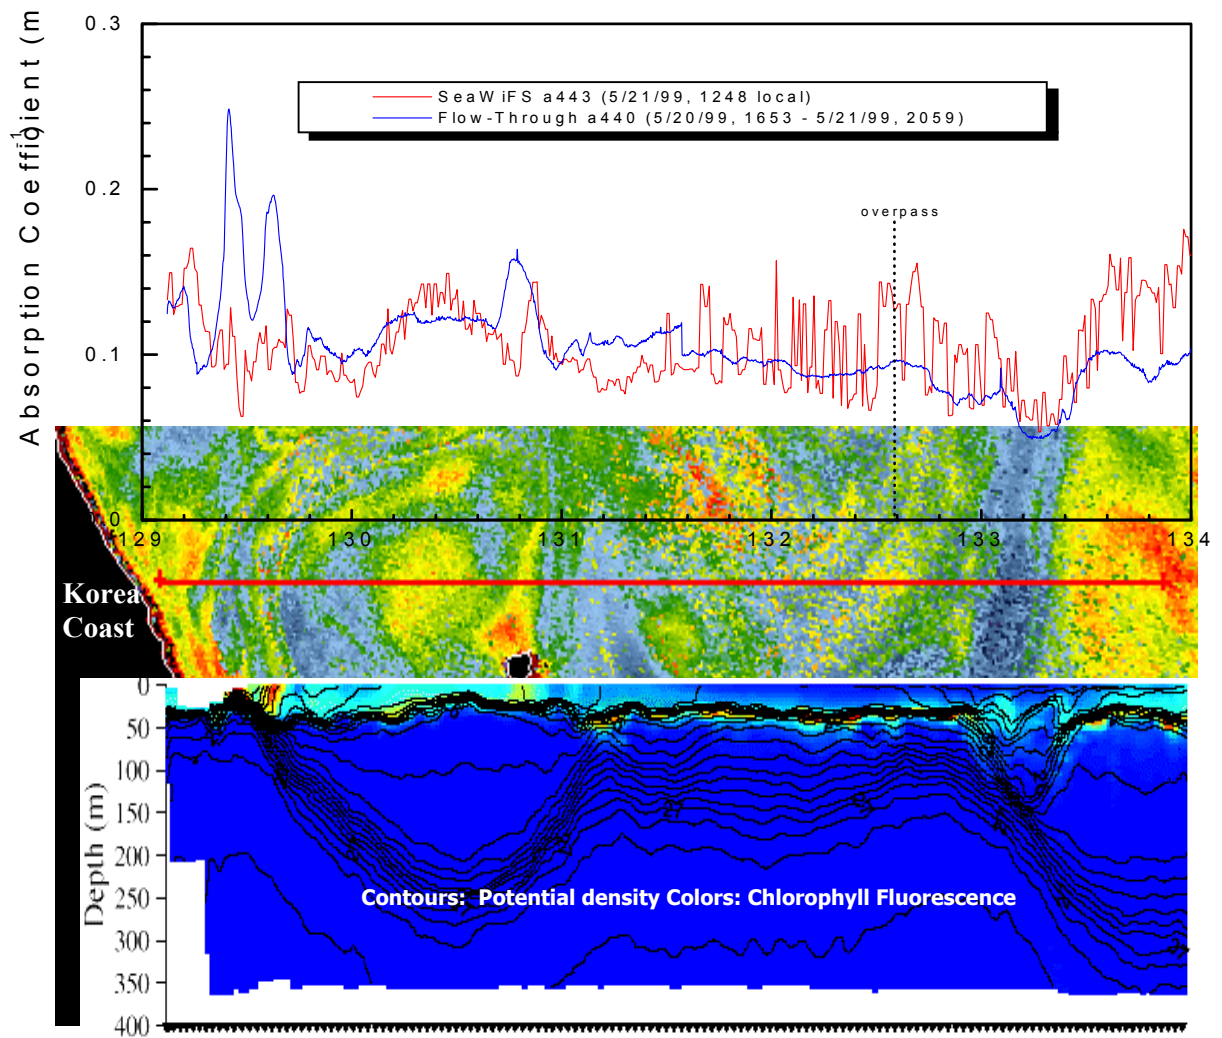 0.3
Absorption Coefficient (m
-1
SeaWiFS a443 (5/21/99, 1248 local)
Flow-Through a440 (5/20/99, 1653 - 5/21/99, 2059)
0.2
overpass
0.1
0
129 130 131 132 133 134
Korea
Coast
0
50
100
150
200
250
300
350
400
Depth (m)
27
Contours: Potential density Colors: Chlorophyll Fluorescence